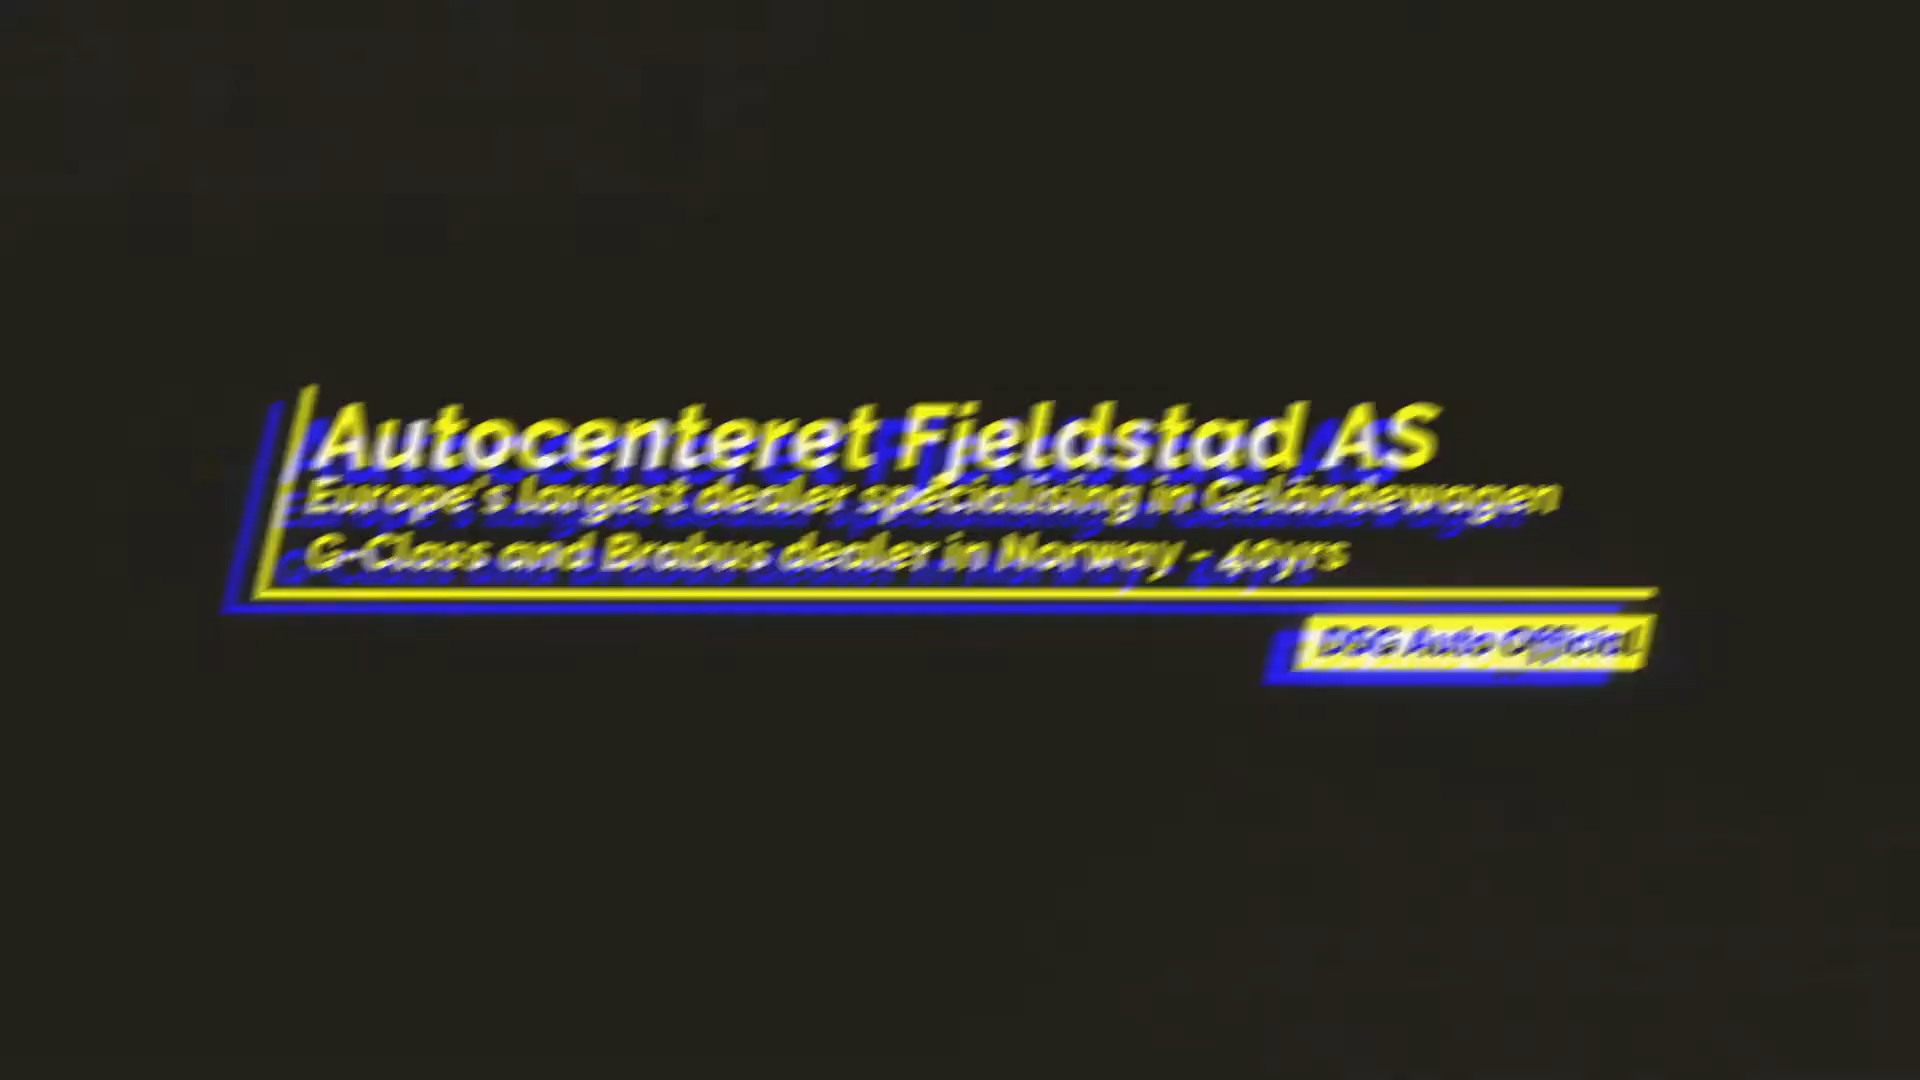 Autocenteret Fjeldstad AS
Europe's largest dealer specialising in Geländewagen
G-Class and Brabus dealer in Norway - 40yrs
DSG Auto Official